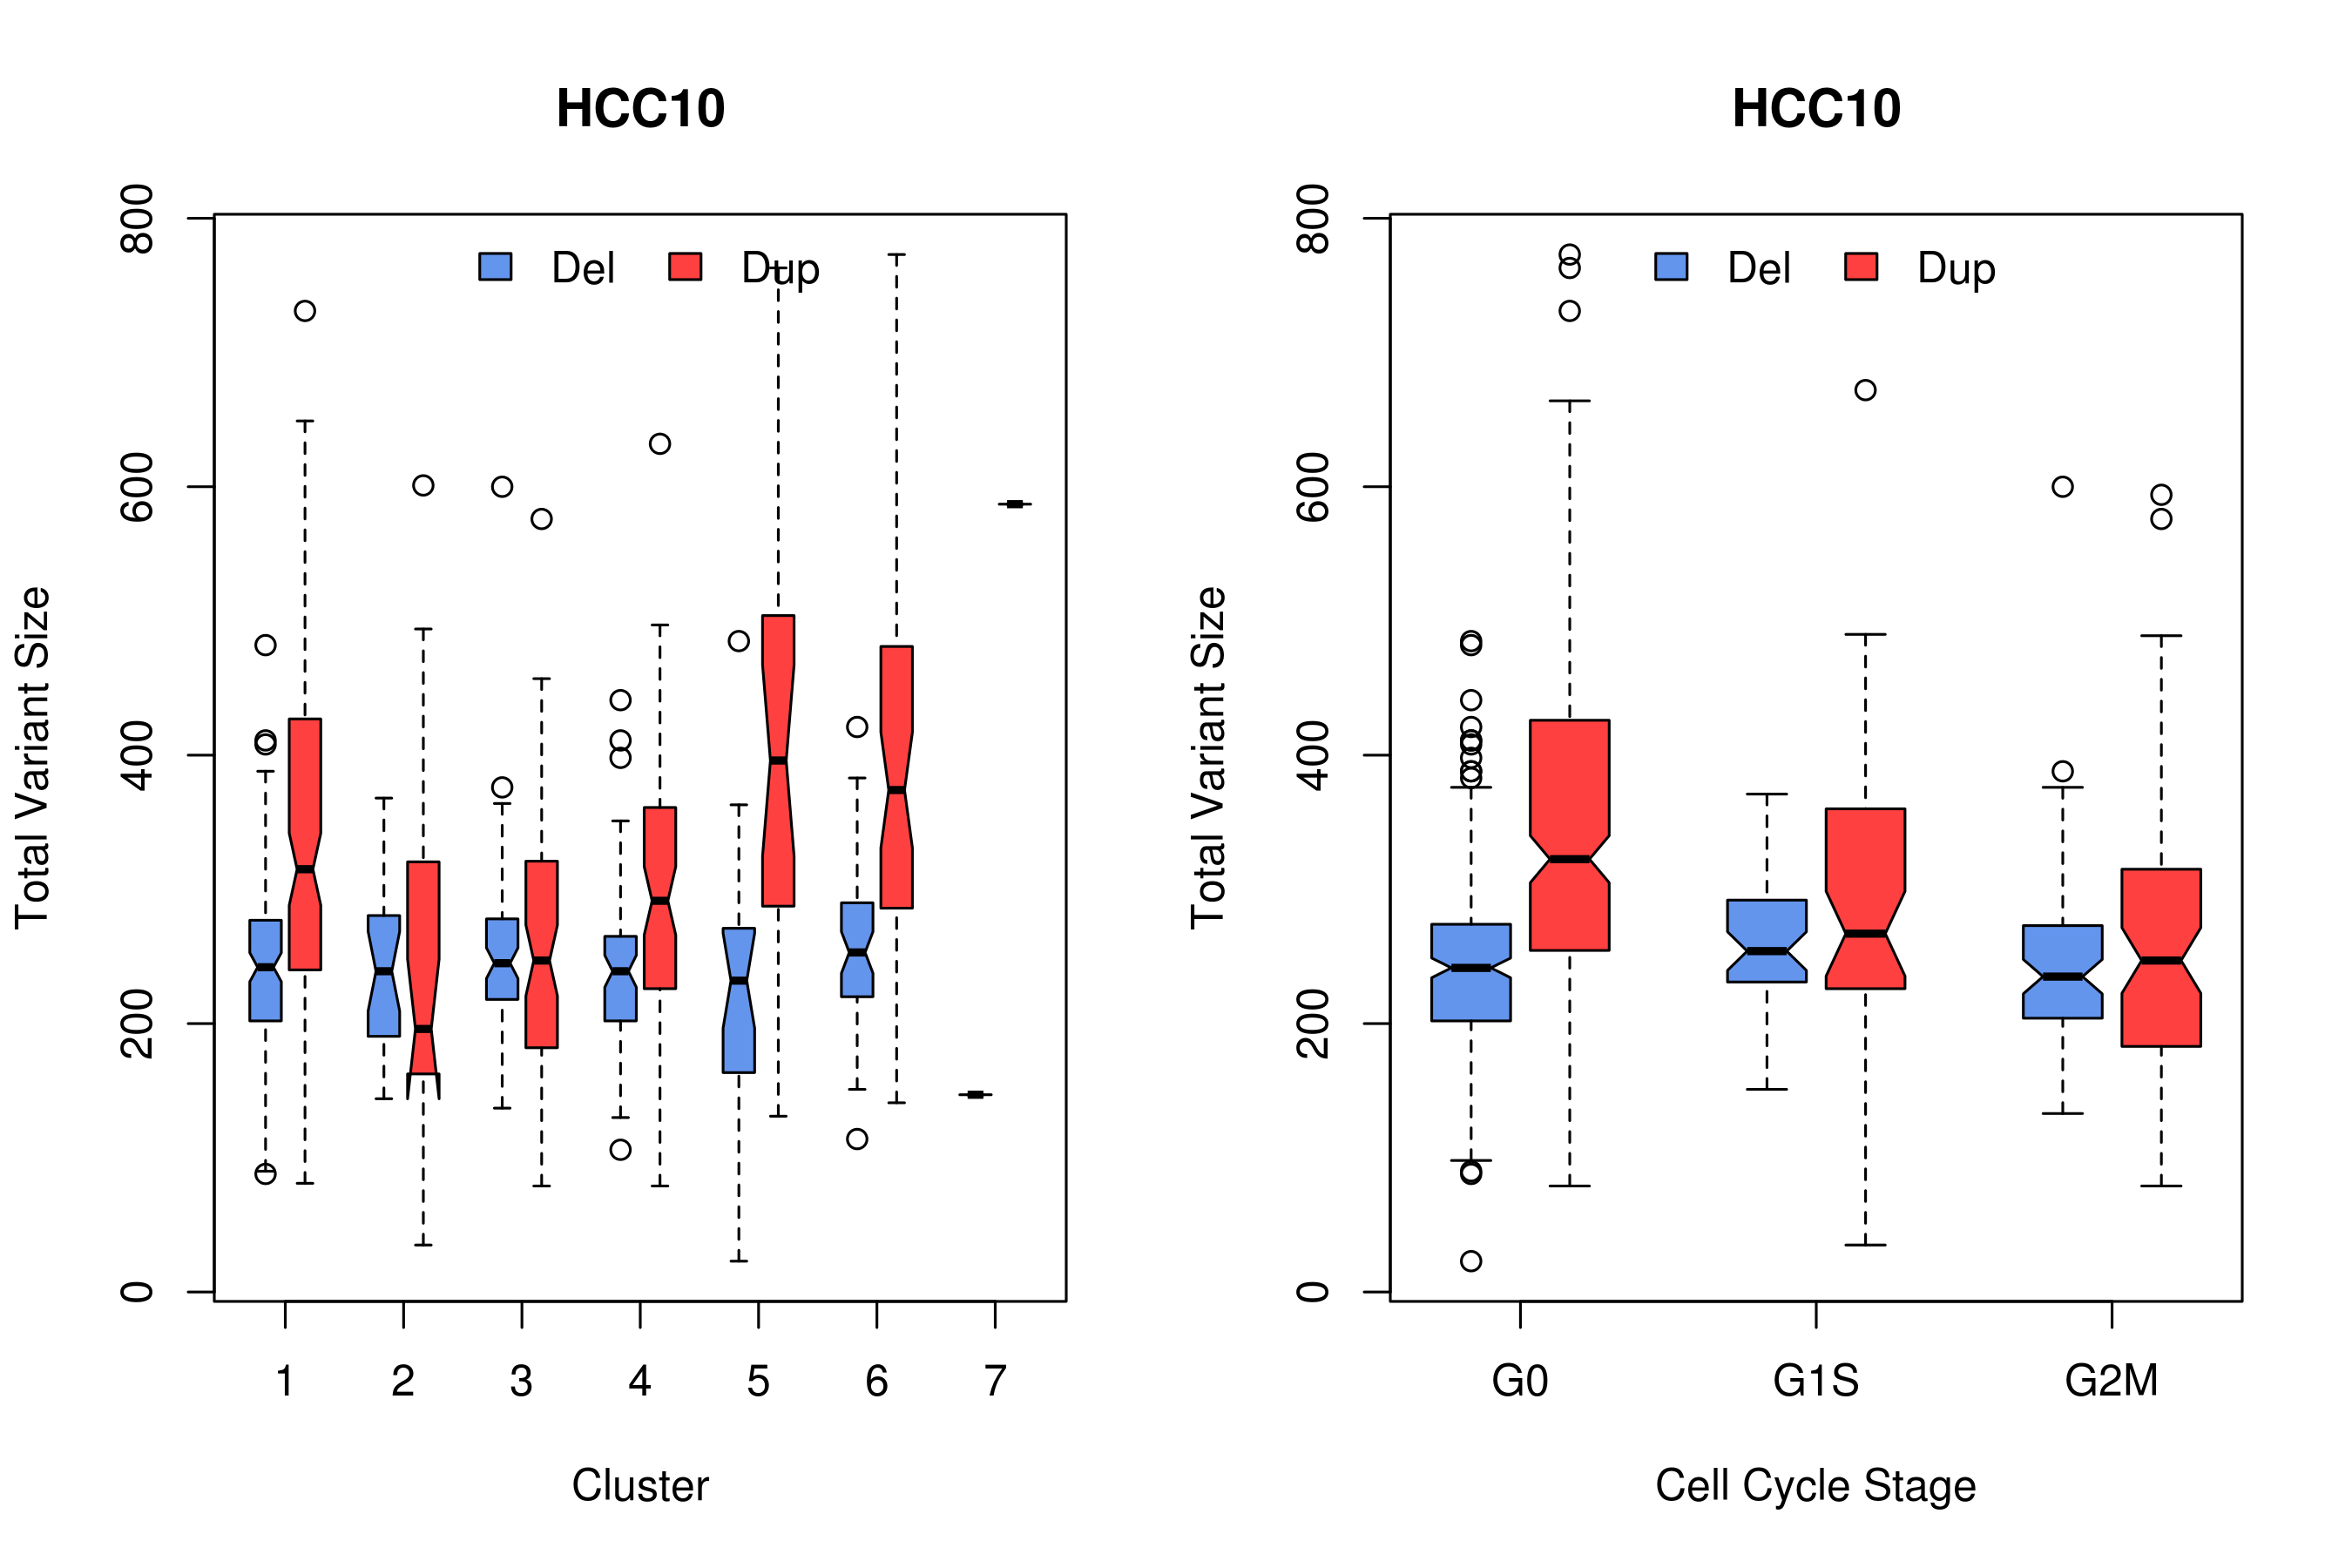 HCC10
800
600
400
200
0
Total Variant Size
Del Dup
1 2 3 4 5 6 7
Cluster
HCC10
800
600
400
200
0
Total Variant Size
Del Dup
G0 G1S G2M
Cell Cycle Stage